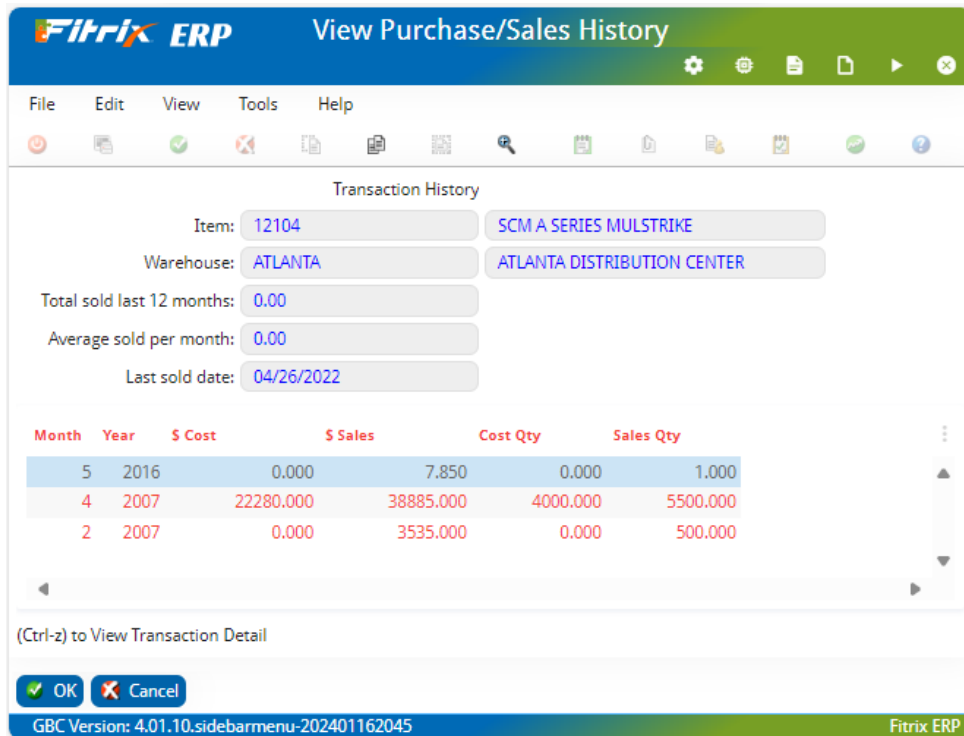 Fitrix ERP View Purchase/Sales History
File Edit View Tools Help
Transaction History
Item: 12104 SCM A SERIES MULSTRIKE
Warehouse: ATLANTA ATLANTA DISTRIBUTION CENTER
Total sold last 12 months: 0.00
Average sold per month: 0.00
Last sold date: 04/26/2022
Month Year $ Cost $ Sales Cost Qty Sales Qty
5 2016 0.000 7.850 0.000 1.000
4 2007 22280.000 38885.000 4000.000 5500.000
2 2007 0.000 3535.000 0.000 500.000
(Ctrl-z) to View Transaction Detail
OK Cancel
GBC Version: 4.01.10.sidebarmenu-202401162045 Fitrix ERP